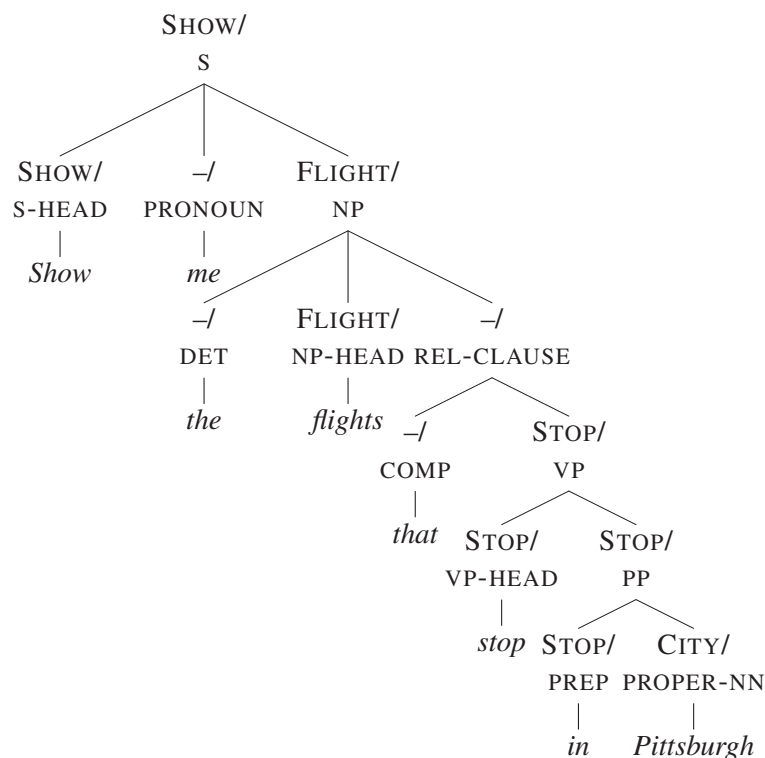 SHOW/
S
SHOW/ –/ FLIGHT/
S-HEAD PRONOUN NP
Show me
–/ FLIGHT/ –/
DET NP-HEAD REL-CLAUSE
the flights –/ STOP/
COMP VP
that STOP/ STOP/
VP-HEAD PP
stop STOP/ CITY/
PREP PROPER-NN
in Pittsburgh